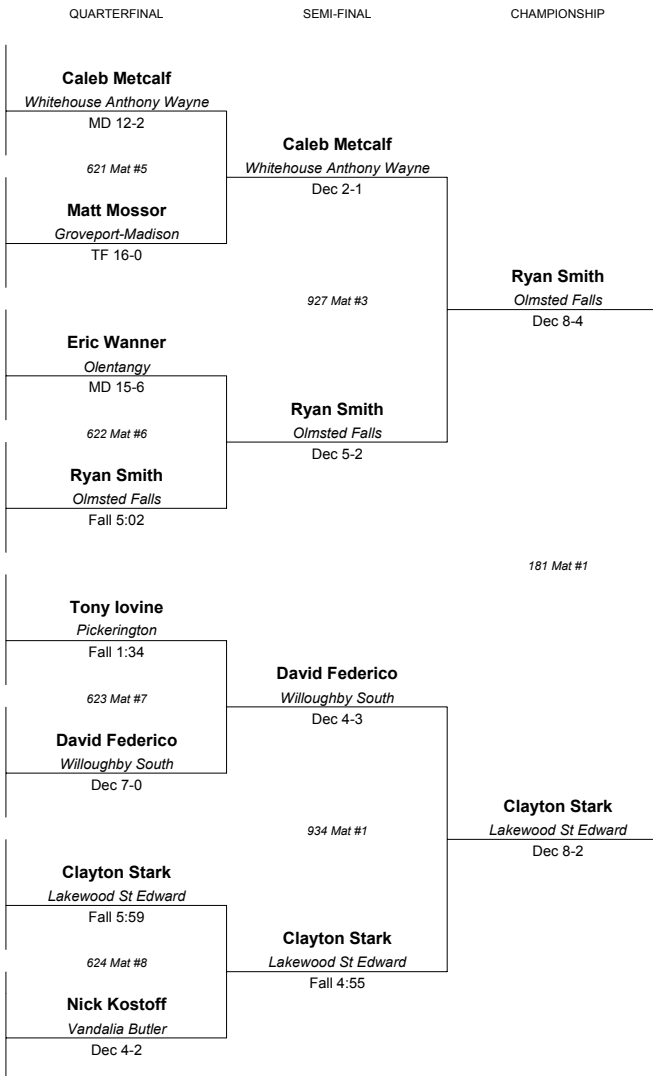 QUARTERFINAL SEMI-FINAL CHAMPIONSHIP
Caleb Metcalf
Whitehouse Anthony Wayne
MD 12-2
621 Mat #5
Matt Mossor
Groveport-Madison
TF 16-0
Eric Wanner
Olentangy
MD 15-6
622 Mat #6
Ryan Smith
Olmsted Falls
Fall 5:02
Tony Iovine
Pickerington
Fall 1:34
623 Mat #7
David Federico
Willoughby South
Dec 7-0
Clayton Stark
Lakewood St Edward
Fall 5:59
624 Mat #8
Nick Kostoff
Vandalia Butler
Dec 4-2
Caleb Metcalf
Whitehouse Anthony Wayne
Dec 2-1
927 Mat #3
Ryan Smith
Olmsted Falls
Dec 5-2
David Federico
Willoughby South
Dec 4-3
934 Mat #1
Clayton Stark
Lakewood St Edward
Fall 4:55
Ryan Smith
Olmsted Falls
Dec 8-4
181 Mat #1
Clayton Stark
Lakewood St Edward
Dec 8-2